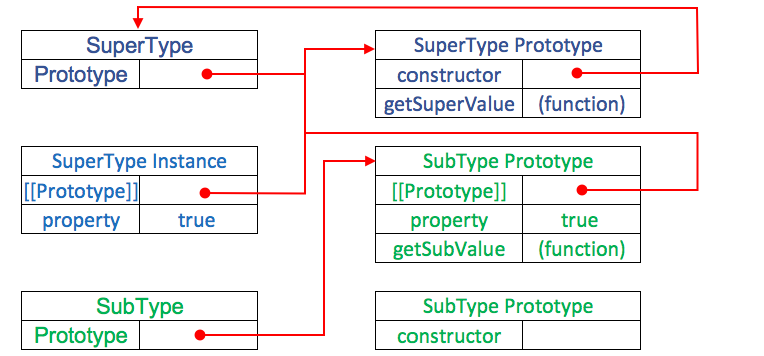 SuperType
Prototype
SuperType Prototype
constructor
getSuperValue (function)
SuperType Instance
[[Prototype]]
property true
SubType Prototype
[[Prototype]]
property true
getSubValue (function)
SubType
Prototype
SubType Prototype
constructor